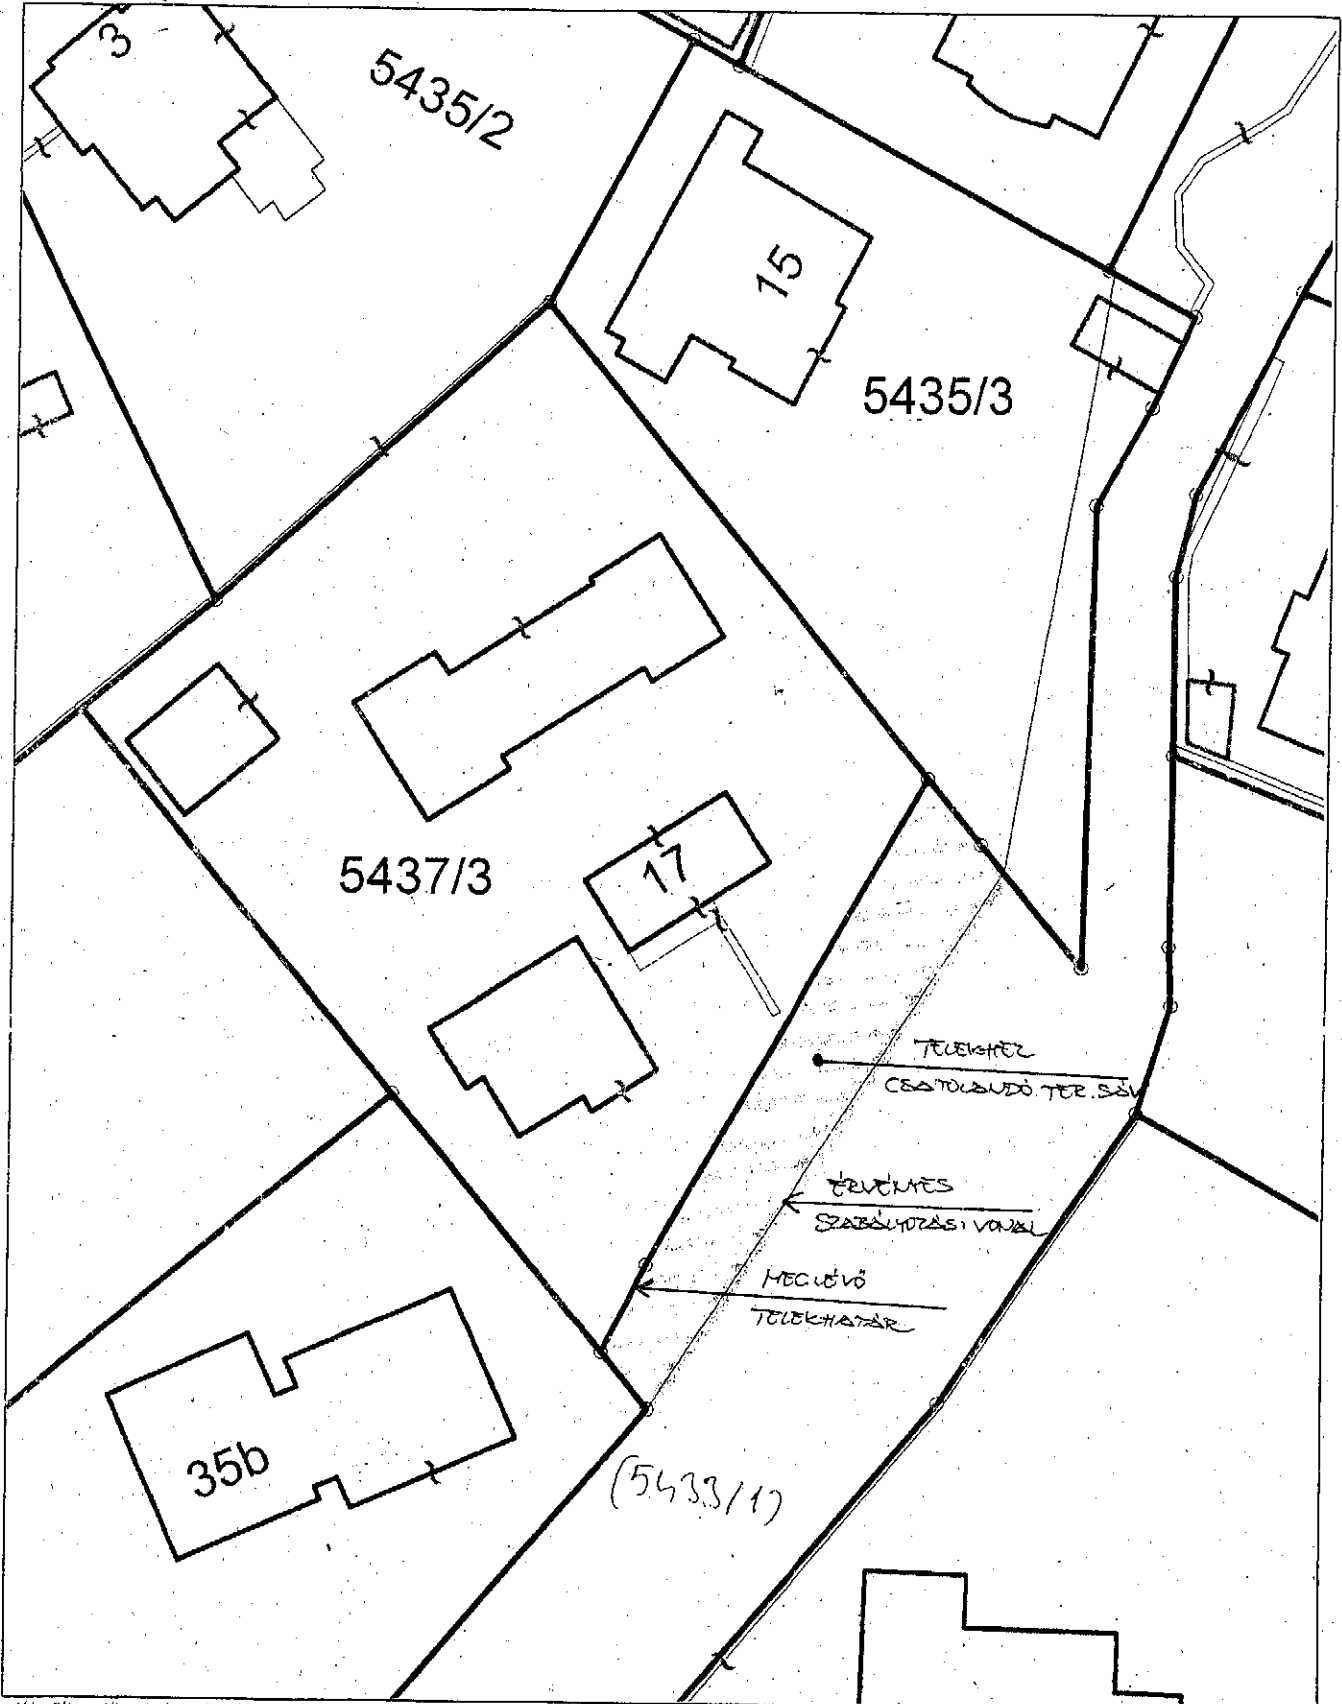 3
5435/2
15
5435/3
5437/3
17
TELEKHEZ
CSATOLANDÓ TER. SÁV
ÉRVÉNYES
SZABÁLYOZÁSI VONAL
MEGLÉVŐ
TELEKHATÁR
35b
(5433/1)